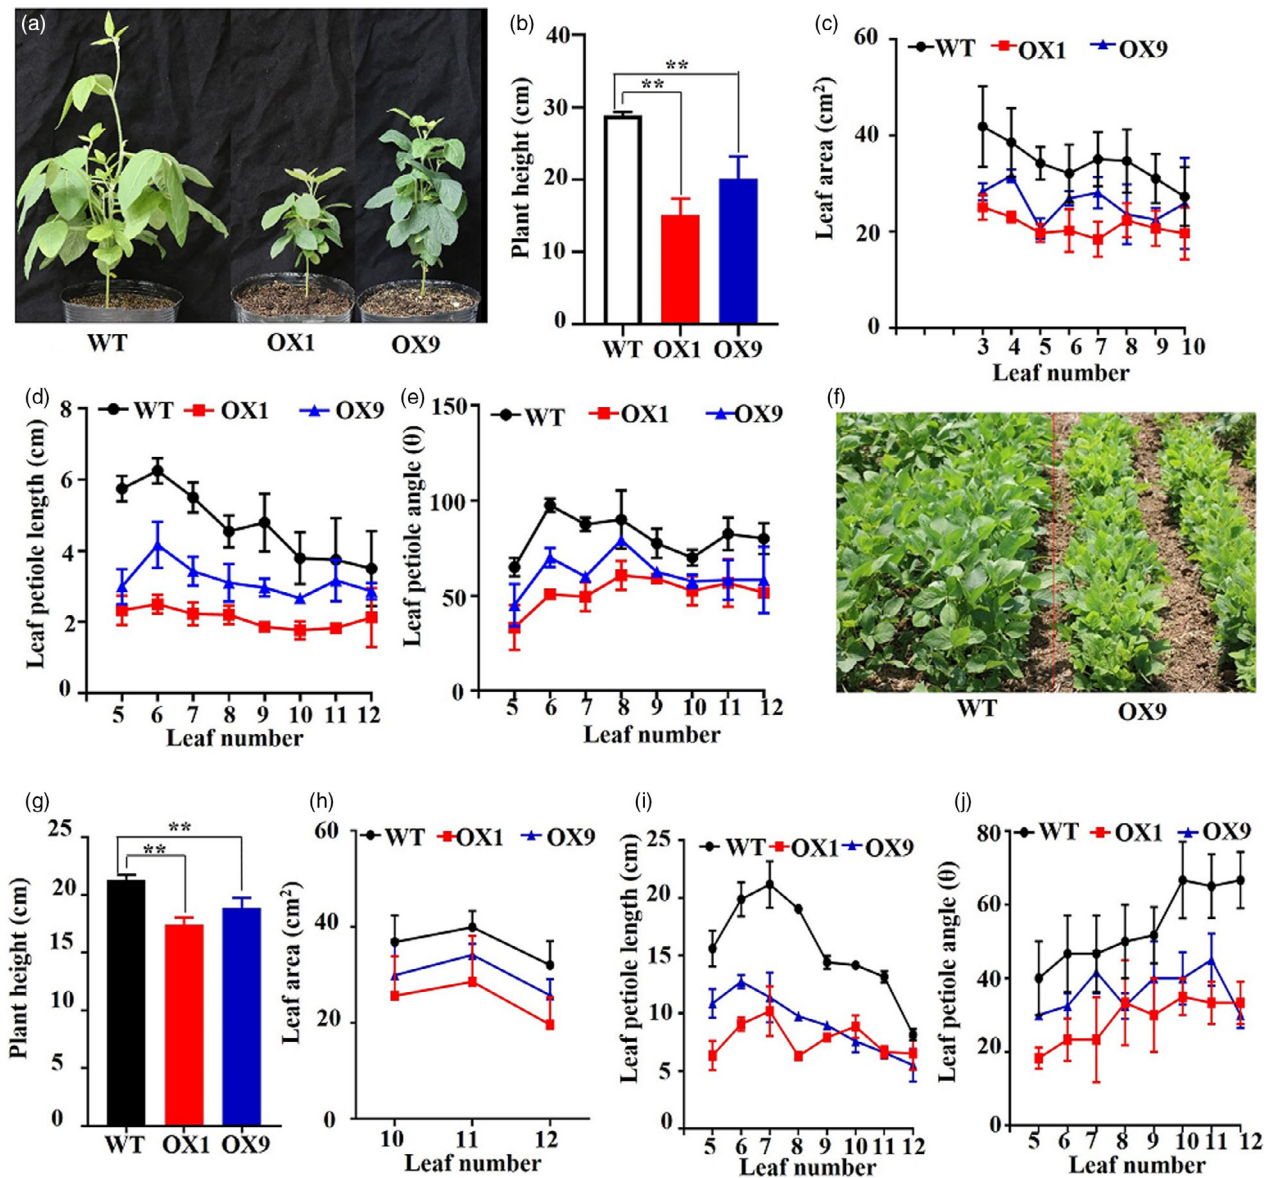 (a)
WT
OX1
OX9
(b)
Plant height (cm)
40
30
20
10
0
**
**
WT OX1 OX9
(c)
WT OX1 OX9
Leaf area (cm²)
60
40
20
0
3 4 5 6 7 8 9 10
Leaf number
(d)
WT OX1 OX9
Leaf petiole length (cm)
8
6
4
2
0
5 6 7 8 9 10 11 12
Leaf number
(e)
WT OX1 OX9
Leaf petiole angle (θ)
150
100
50
0
5 6 7 8 9 10 11 12
Leaf number
(f)
WT
OX9
(g)
Plant height (cm)
25
20
15
10
5
0
**
**
WT OX1 OX9
(h)
WT OX1 OX9
Leaf area (cm²)
60
40
20
0
10 11 12
Leaf number
(i)
WT OX1 OX9
Leaf petiole length (cm)
25
20
15
10
5
0
5 6 7 8 9 10 11 12
Leaf number
(j)
WT OX1 OX9
Leaf petiole angle (θ)
80
60
40
20
0
5 6 7 8 9 10 11 12
Leaf number